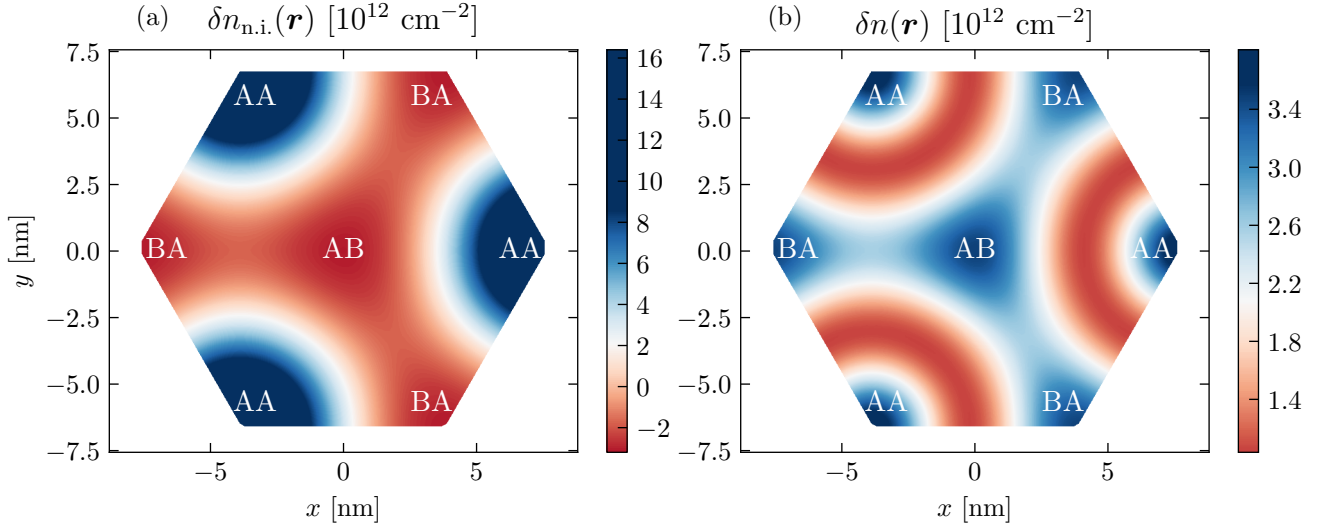 (a) δn_{n.i.}(r) [10^{12} cm^{−2}]
7.5
5.0
2.5
0.0
−2.5
−5.0
−7.5
y [nm]
−5 0 5
x [nm]
AA
BA
BA
AB
AA
AA
BA
16
14
12
10
8
6
4
2
0
−2
(b) δn(r) [10^{12} cm^{−2}]
7.5
5.0
2.5
0.0
−2.5
−5.0
−7.5
−5 0 5
x [nm]
AA
BA
BA
AB
AA
AA
BA
3.4
3.0
2.6
2.2
1.8
1.4